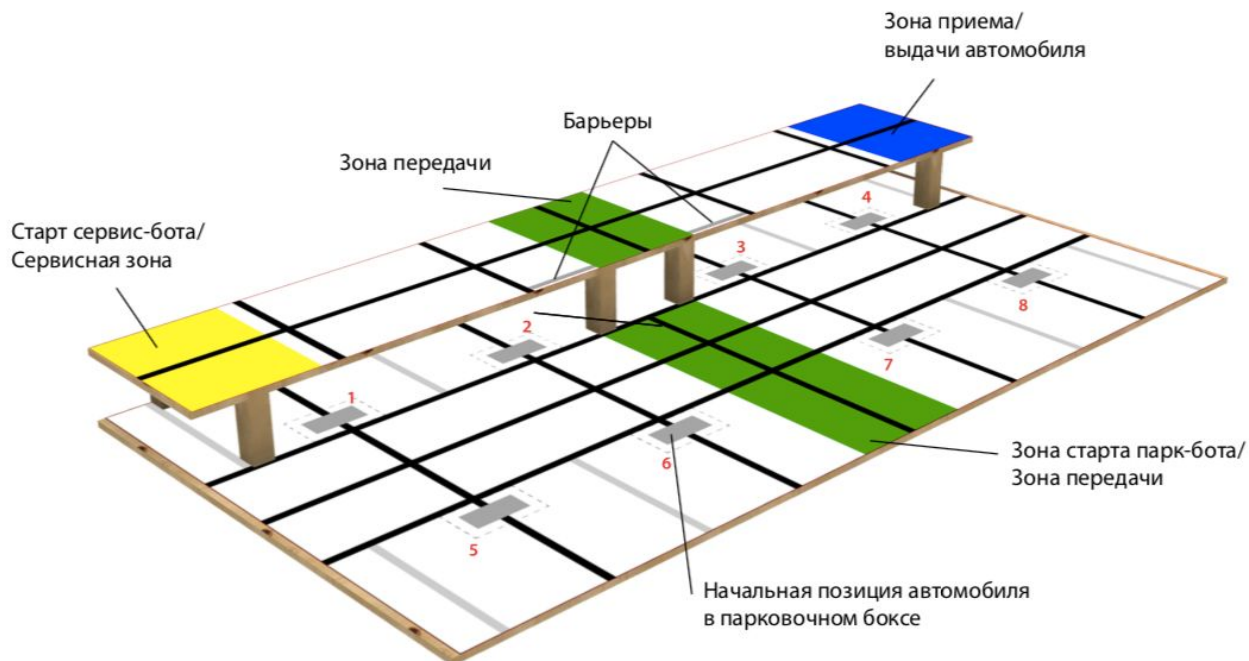 Зона приема/
выдачи автомобиля
Барьеры
Зона передачи
Старт сервис-бота/
Сервисная зона
4
3
8
2
7
1
6
5
Зона старта парк-бота/
Зона передачи
Начальная позиция автомобиля
в парковочном боксе